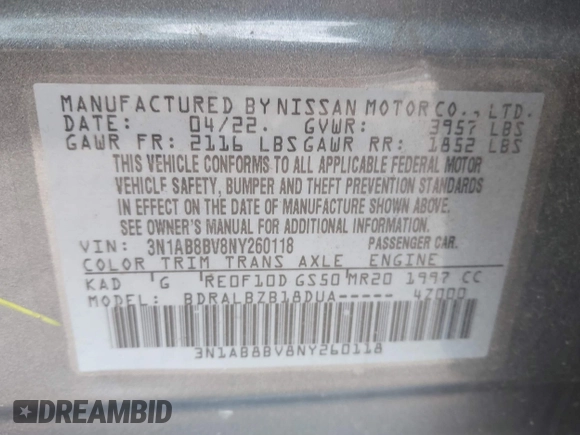 MANUFACTURED BY NISSAN MOTOR CO., LTD.
DATE: 04/22. GVWR: 3957 LBS
GAWR FR: 2116 LBS GAWR RR: 1852 LBS
THIS VEHICLE CONFORMS TO ALL APPLICABLE FEDERAL MOTOR
VEHICLE SAFETY, BUMPER AND THEFT PREVENTION STANDARDS
IN EFFECT ON THE DATE OF MANUFACTURE SHOWN ABOVE.
SEE OWNER'S MANUAL FOR ADDITIONAL INFORMATION.
VIN: 3N1AB8BV8NY260118 PASSENGER CAR.
COLOR TRIM TRANS AXLE ENGINE
KAD G RE0F10D GS50 MR20 1997 CC
MODEL: BDRALBZB18DUA----- 4Z000
3N1AB8BV8NY260118
DREAMBID